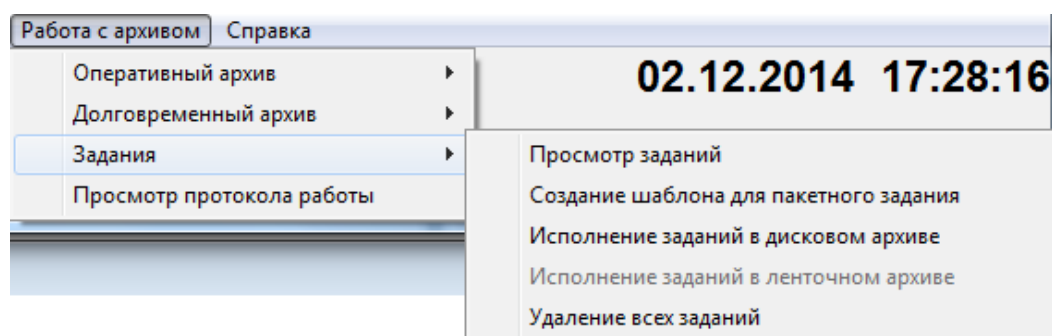 Работа с архивом Справка
Оперативный архив
02.12.2014 17:28:16
Долговременный архив
Задания
Просмотр заданий
Просмотр протокола работы
Создание шаблона для пакетного задания
Исполнение заданий в дисковом архиве
Исполнение заданий в ленточном архиве
Удаление всех заданий